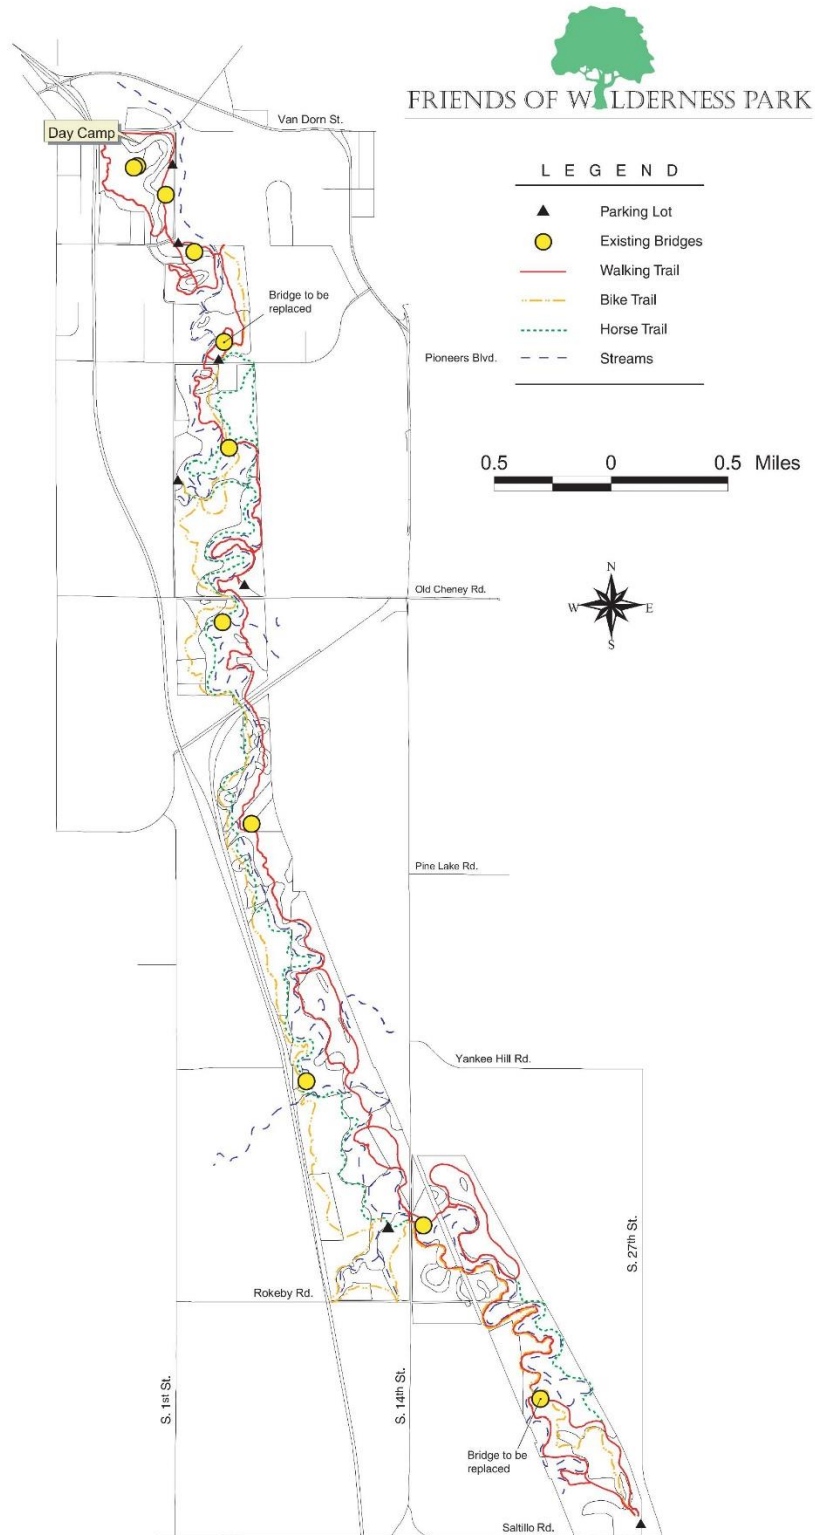 FRIENDS OF WILDERNESS PARK
Van Dorn St.
Day Camp
L E G E N D
Parking Lot
Existing Bridges
Walking Trail
Bike Trail
Horse Trail
Streams
Bridge to be
replaced
Pioneers Blvd.
0.5 0 0.5 Miles
N
W E
S
Old Cheney Rd.
Pine Lake Rd.
Yankee Hill Rd.
S. 27th St.
Rokeby Rd.
S. 1st St.
S. 14th St.
Bridge to be
replaced
Saltillo Rd.